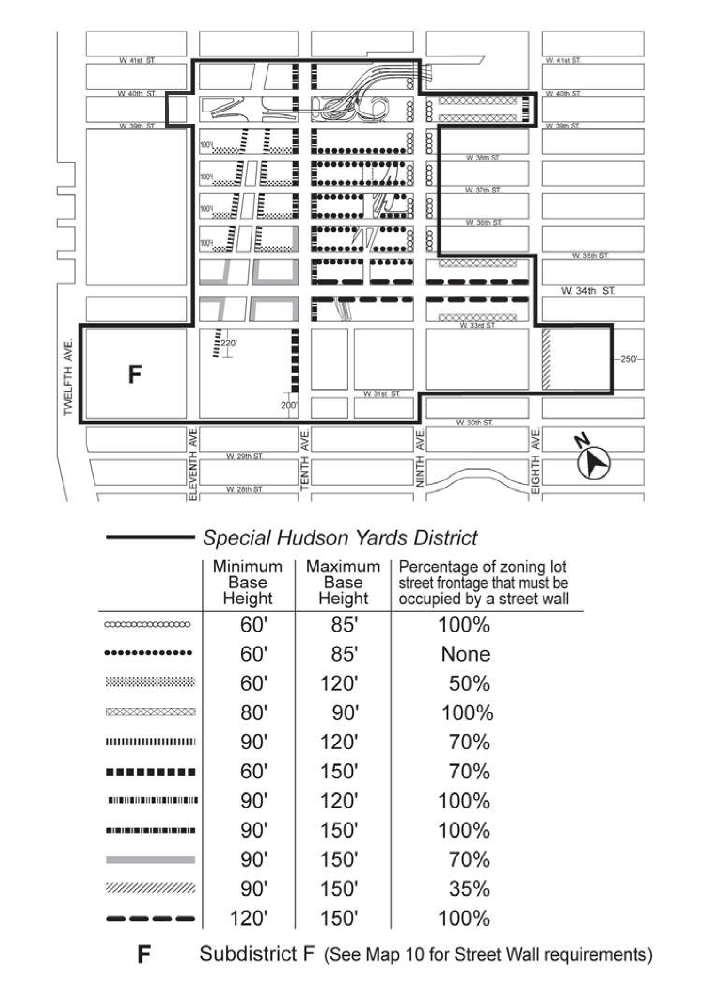 W. 41st ST.
W. 41st ST.
W. 40th ST.
W. 40th ST.
W. 39th ST.
W. 39th ST.
100'
W. 38th ST.
100'
W. 37th ST.
100'
W. 36th ST.
100'
W. 35th ST.
W. 34th ST.
W. 33rd ST.
TWELFTH AVE.
220'
250'
F
W. 31st ST.
200'
W. 30th ST.
ELEVENTH AVE.
TENTH AVE.
NINTH AVE.
EIGHTH AVE.
N
W. 29th ST.
W. 28th ST.
Special Hudson Yards District
Minimum Base Height
Maximum Base Height
Percentage of zoning lot street frontage that must be occupied by a street wall
60' 85' 100%
60' 85' None
60' 120' 50%
80' 90' 100%
90' 120' 70%
60' 150' 70%
90' 120' 100%
90' 150' 100%
90' 150' 70%
90' 150' 35%
120' 150' 100%
F Subdistrict F (See Map 10 for Street Wall requirements)